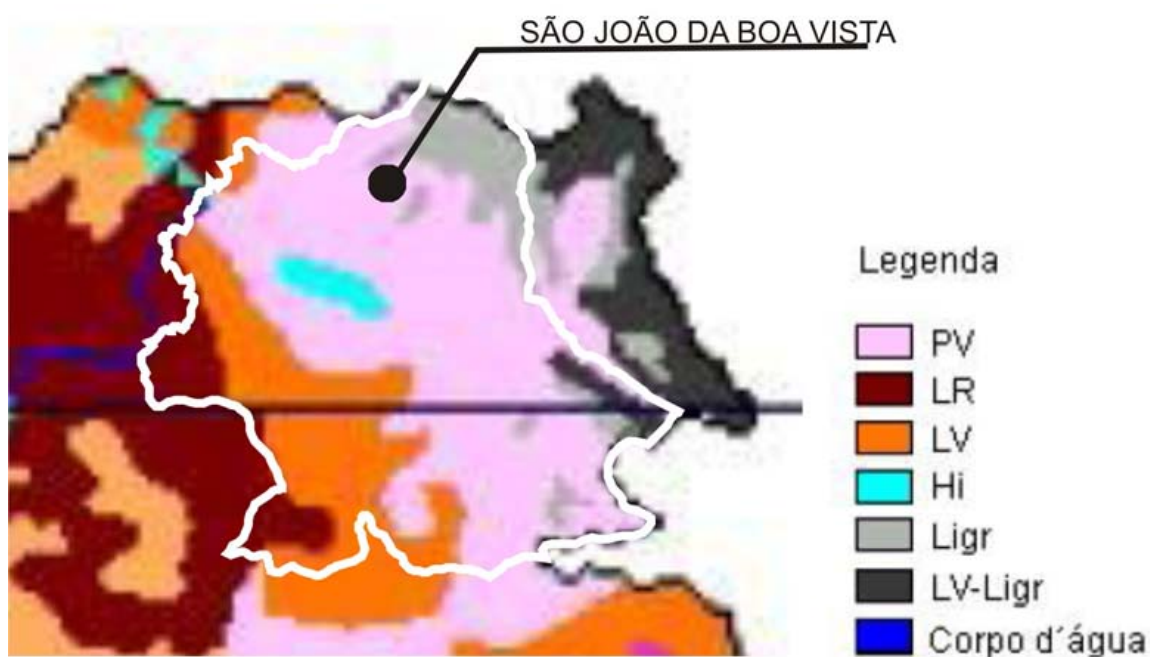 SÃO JOÃO DA BOA VISTA
Legenda
PV
LR
LV
Hi
Ligr
LV-Ligr
Corpo d´água